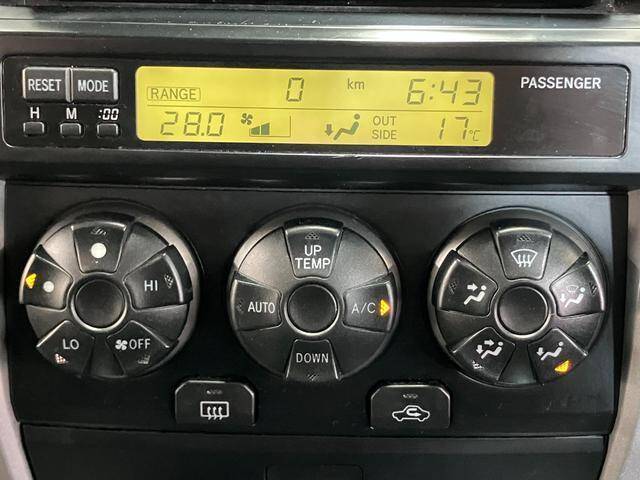 RESET MODE
H M :00
RANGE 0 km 6:43
28.0 OUT SIDE 17°C
PASSENGER
HI
LO
OFF
UP TEMP
AUTO
A/C
DOWN